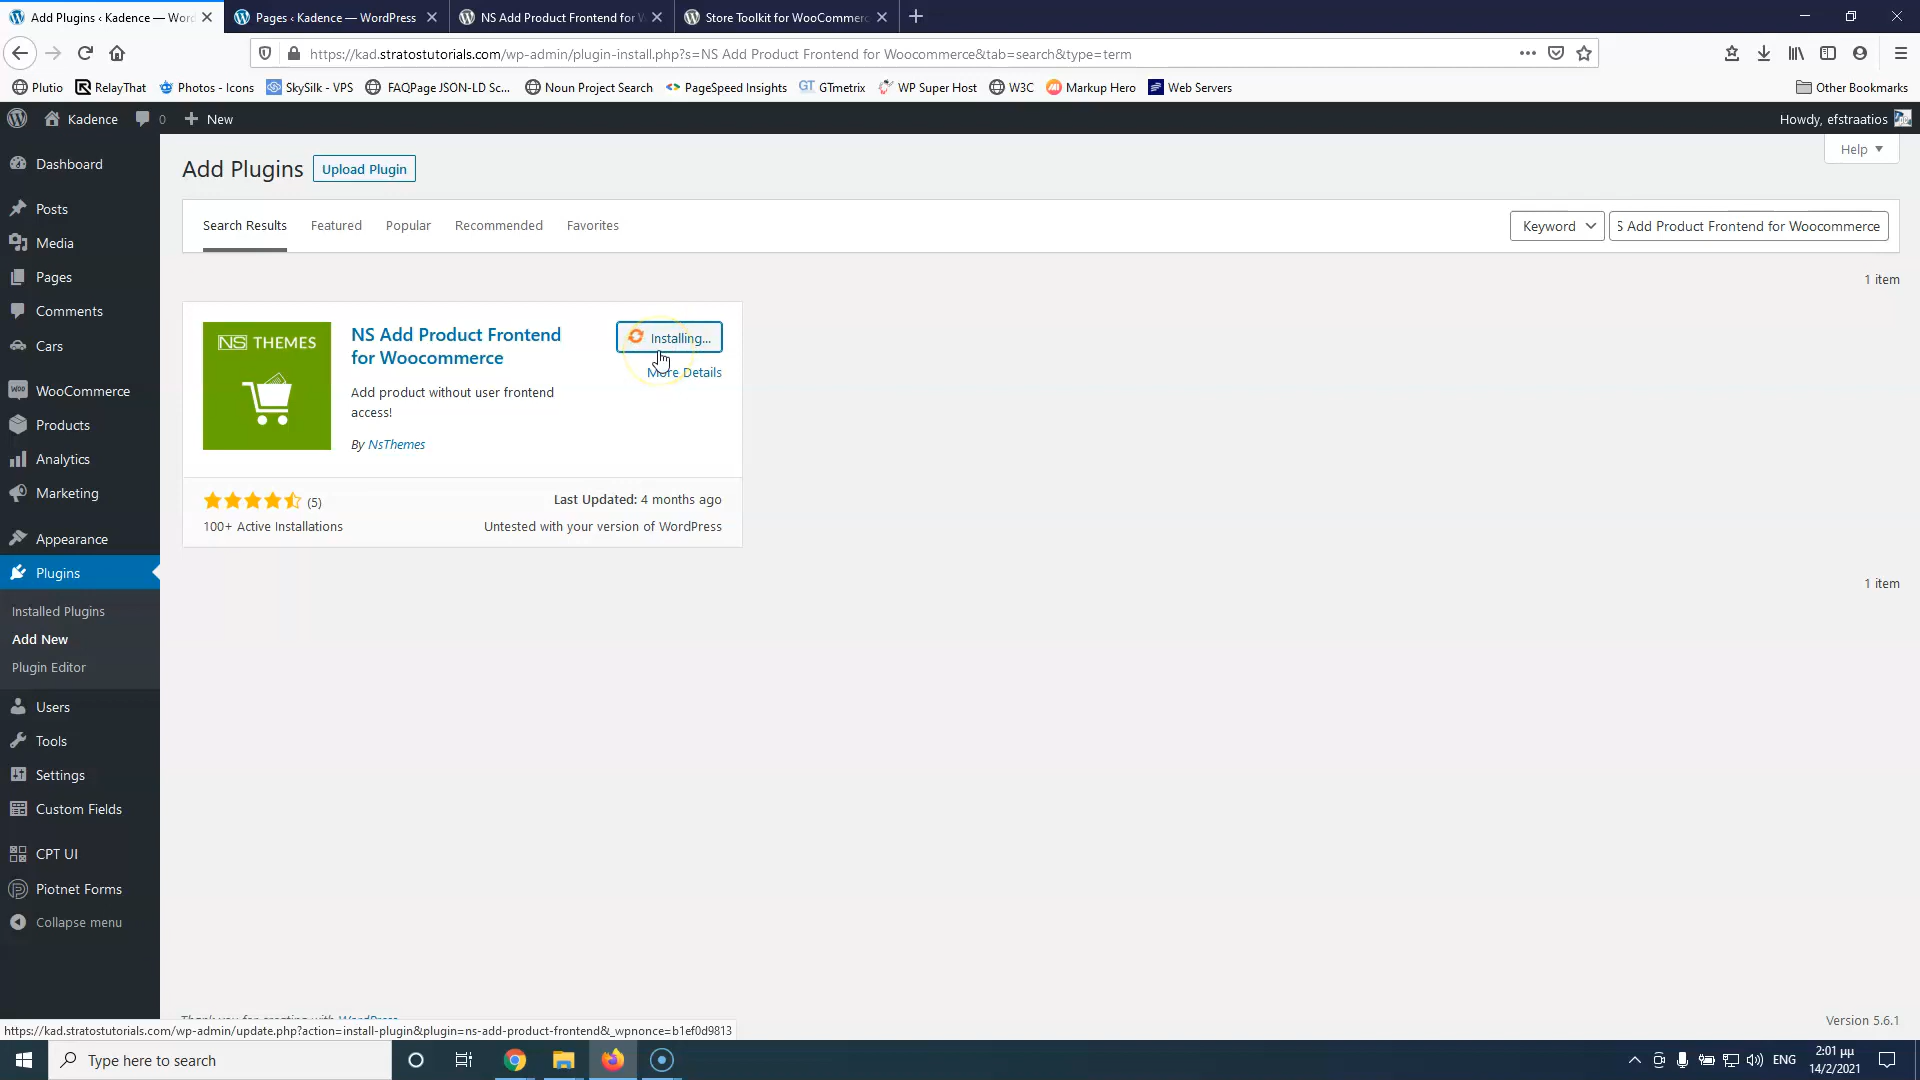 Add Plugins ‹ Kadence — Word
Pages ‹ Kadence — WordPress
NS Add Product Frontend for W
Store Toolkit for WooCommerc
https://kad.stratostutorials.com/wp-admin/plugin-install.php?s=NS Add Product Frontend for Woocommerce&tab=search&type=term
Plutio
RelayThat
Photos - Icons
SkySilk - VPS
FAQPage JSON-LD Sc...
Noun Project Search
PageSpeed Insights
GTmetrix
WP Super Host
W3C
Markup Hero
Web Servers
Other Bookmarks
Kadence
0
New
Howdy, efstraatios
Dashboard
Posts
Media
Pages
Comments
Cars
WooCommerce
Products
Analytics
Marketing
Appearance
Plugins
Installed Plugins
Add New
Plugin Editor
Users
Tools
Settings
Custom Fields
CPT UI
Piotnet Forms
Collapse menu
Help
Add Plugins
Upload Plugin
Search Results
Featured
Popular
Recommended
Favorites
Keyword
S Add Product Frontend for Woocommerce
1 item
NS THEMES
NS Add Product Frontend
for Woocommerce
Installing...
More Details
Add product without user frontend
access!
By NsThemes
(5)
Last Updated: 4 months ago
100+ Active Installations
Untested with your version of WordPress
1 item
Thank you for creating with WordPress.
Version 5.6.1
https://kad.stratostutorials.com/wp-admin/update.php?action=install-plugin&plugin=ns-add-product-frontend&_wpnonce=b1ef0d9813
Type here to search
ENG
2:01 μμ
14/2/2021